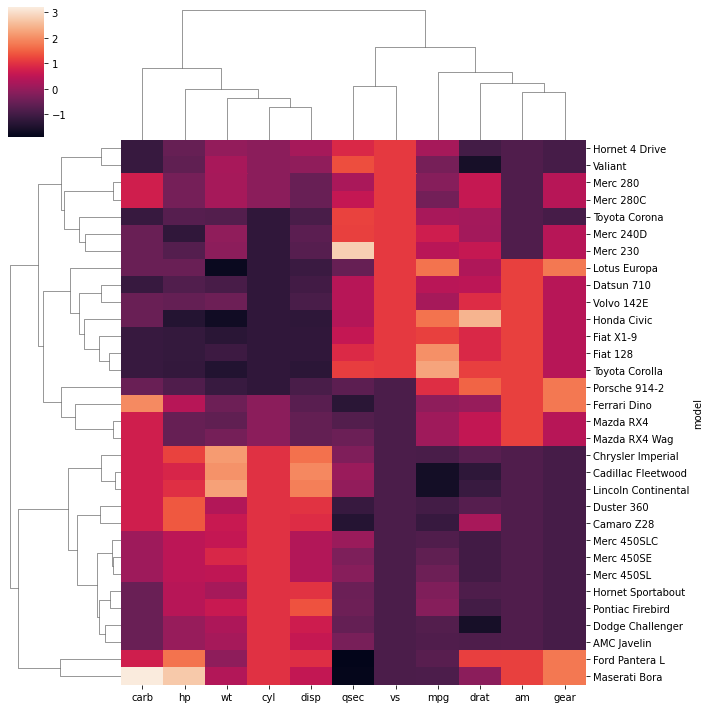 3
2
1
0
−1
Hornet 4 Drive
Valiant
Merc 280
Merc 280C
Toyota Corona
Merc 240D
Merc 230
Lotus Europa
Datsun 710
Volvo 142E
Honda Civic
Fiat X1-9
Fiat 128
Toyota Corolla
Porsche 914-2
Ferrari Dino
Mazda RX4
Mazda RX4 Wag
Chrysler Imperial
Cadillac Fleetwood
Lincoln Continental
Duster 360
Camaro Z28
Merc 450SLC
Merc 450SE
Merc 450SL
Hornet Sportabout
Pontiac Firebird
Dodge Challenger
AMC Javelin
Ford Pantera L
Maserati Bora
model
carb hp wt cyl disp qsec vs mpg drat am gear